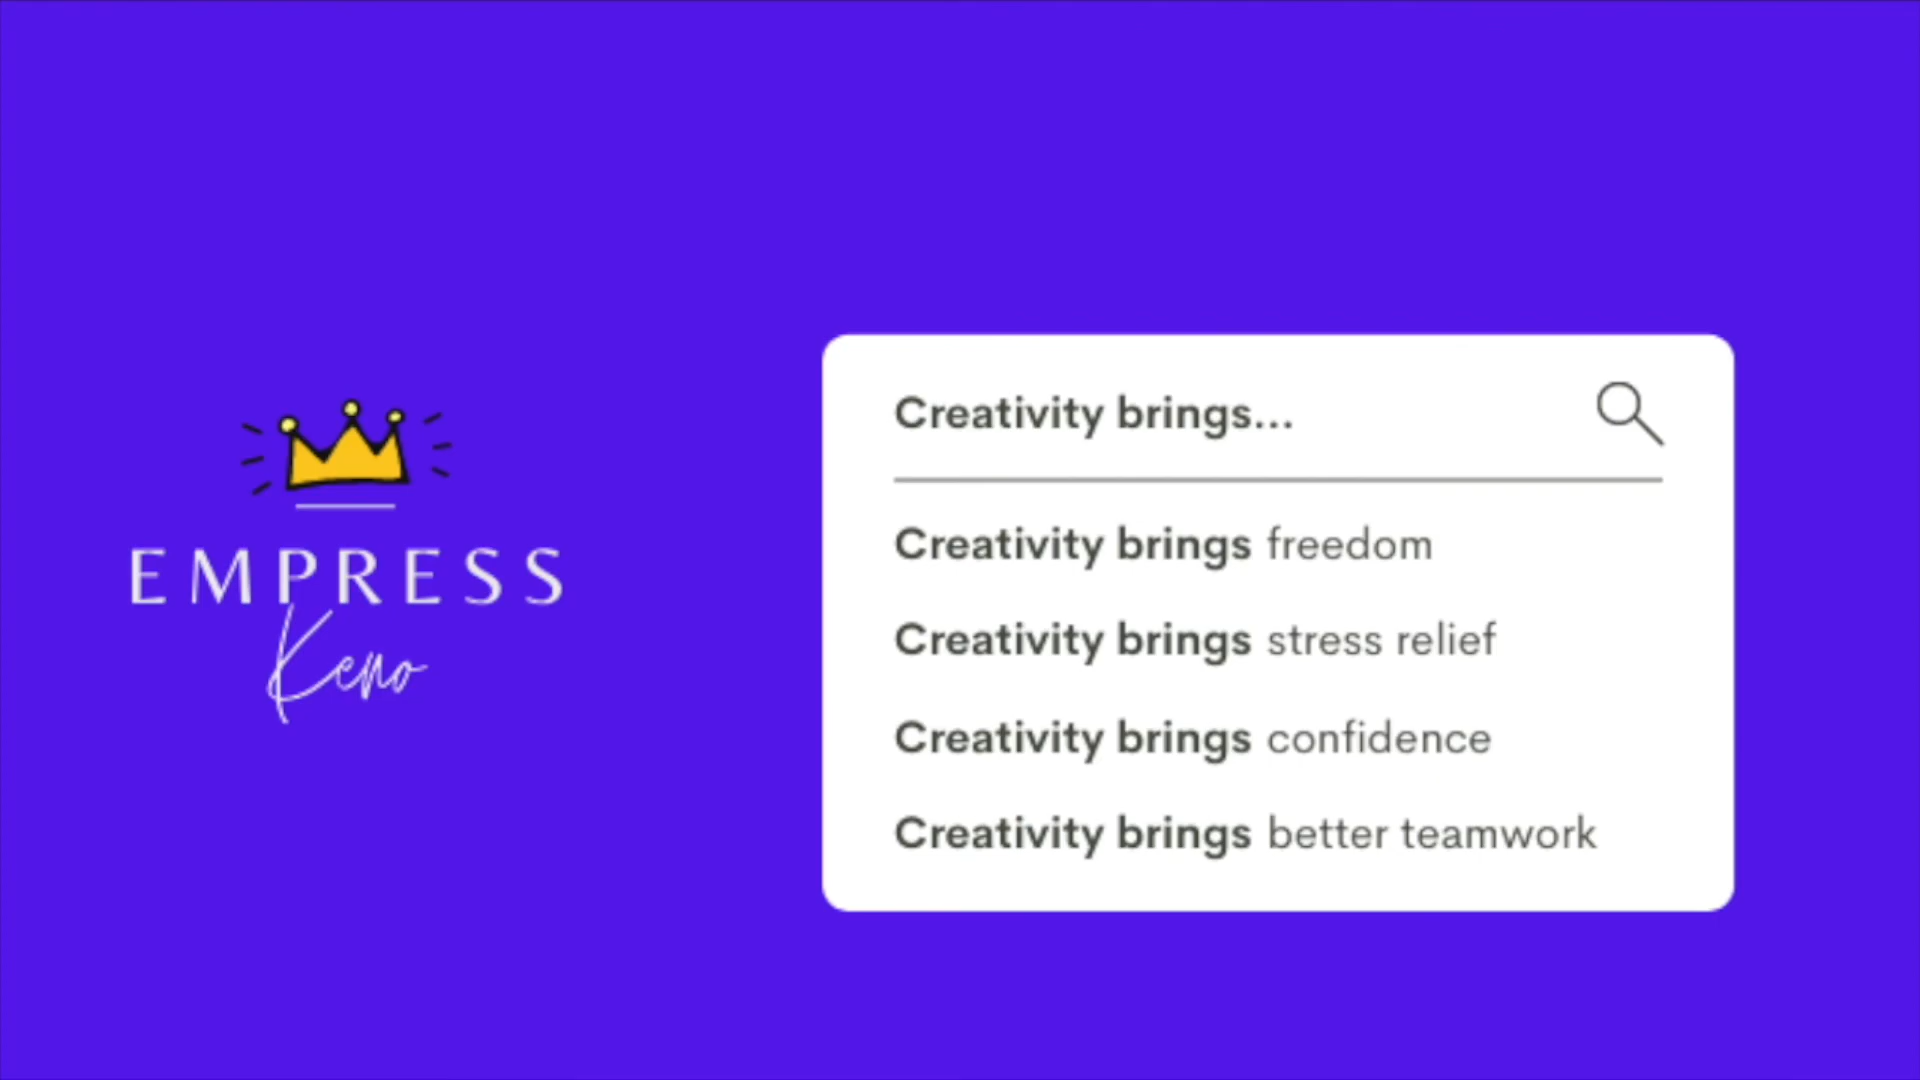 EMPRESS
Keno
Creativity brings...
Creativity brings freedom
Creativity brings stress relief
Creativity brings confidence
Creativity brings better teamwork